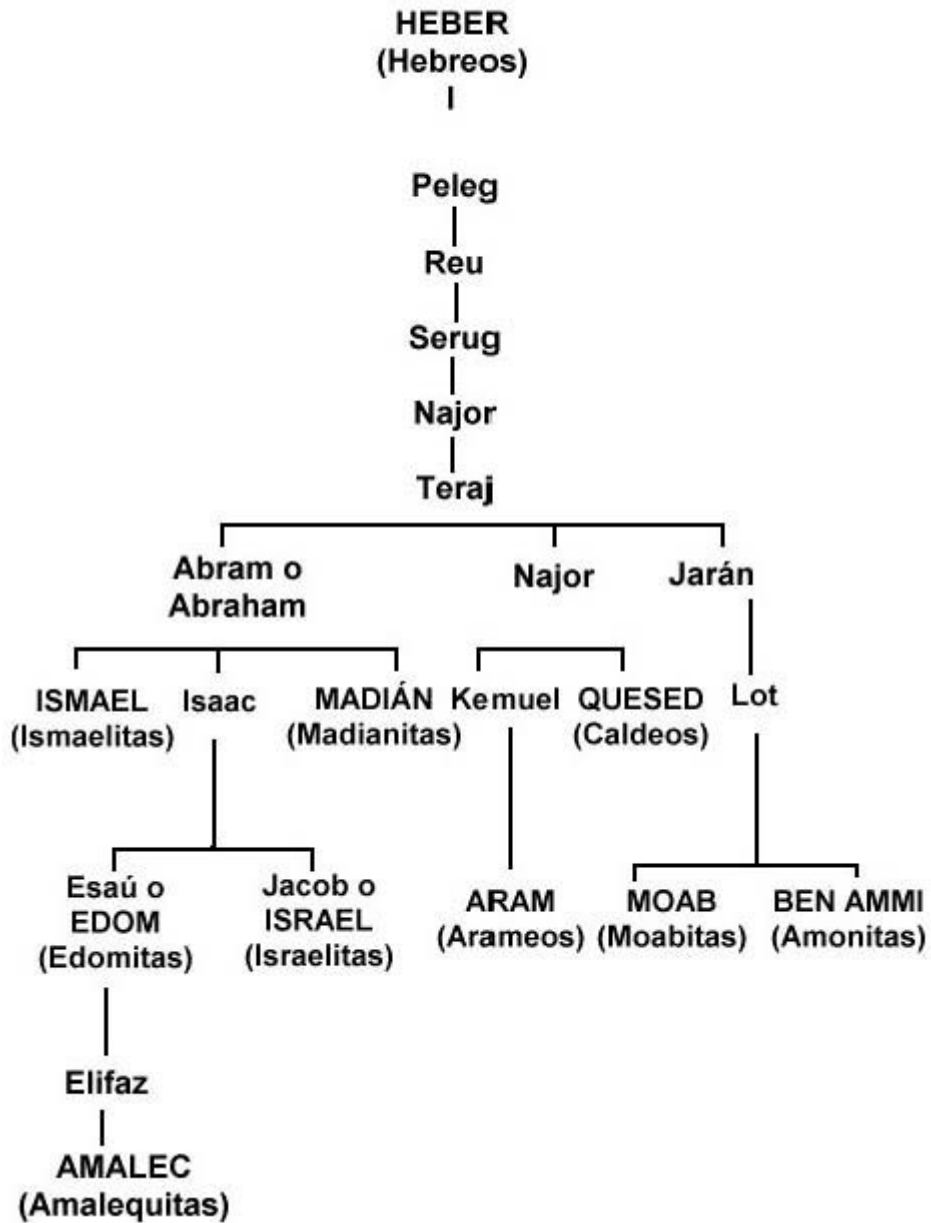 HEBER
(Hebreos)
Peleg
Reu
Serug
Najor
Teraj
Abram o
Abraham
Najor
Jarán
ISMAEL
(Ismaelitas)
Isaac
MADIÁN
(Madianitas)
Kemuel
QUESED
(Caldeos)
Lot
Esaú o
EDOM
(Edomitas)
Jacob o
ISRAEL
(Israelitas)
ARAM
(Arameos)
MOAB
(Moabitas)
BEN AMMI
(Amonitas)
Elifaz
AMALEC
(Amalequitas)